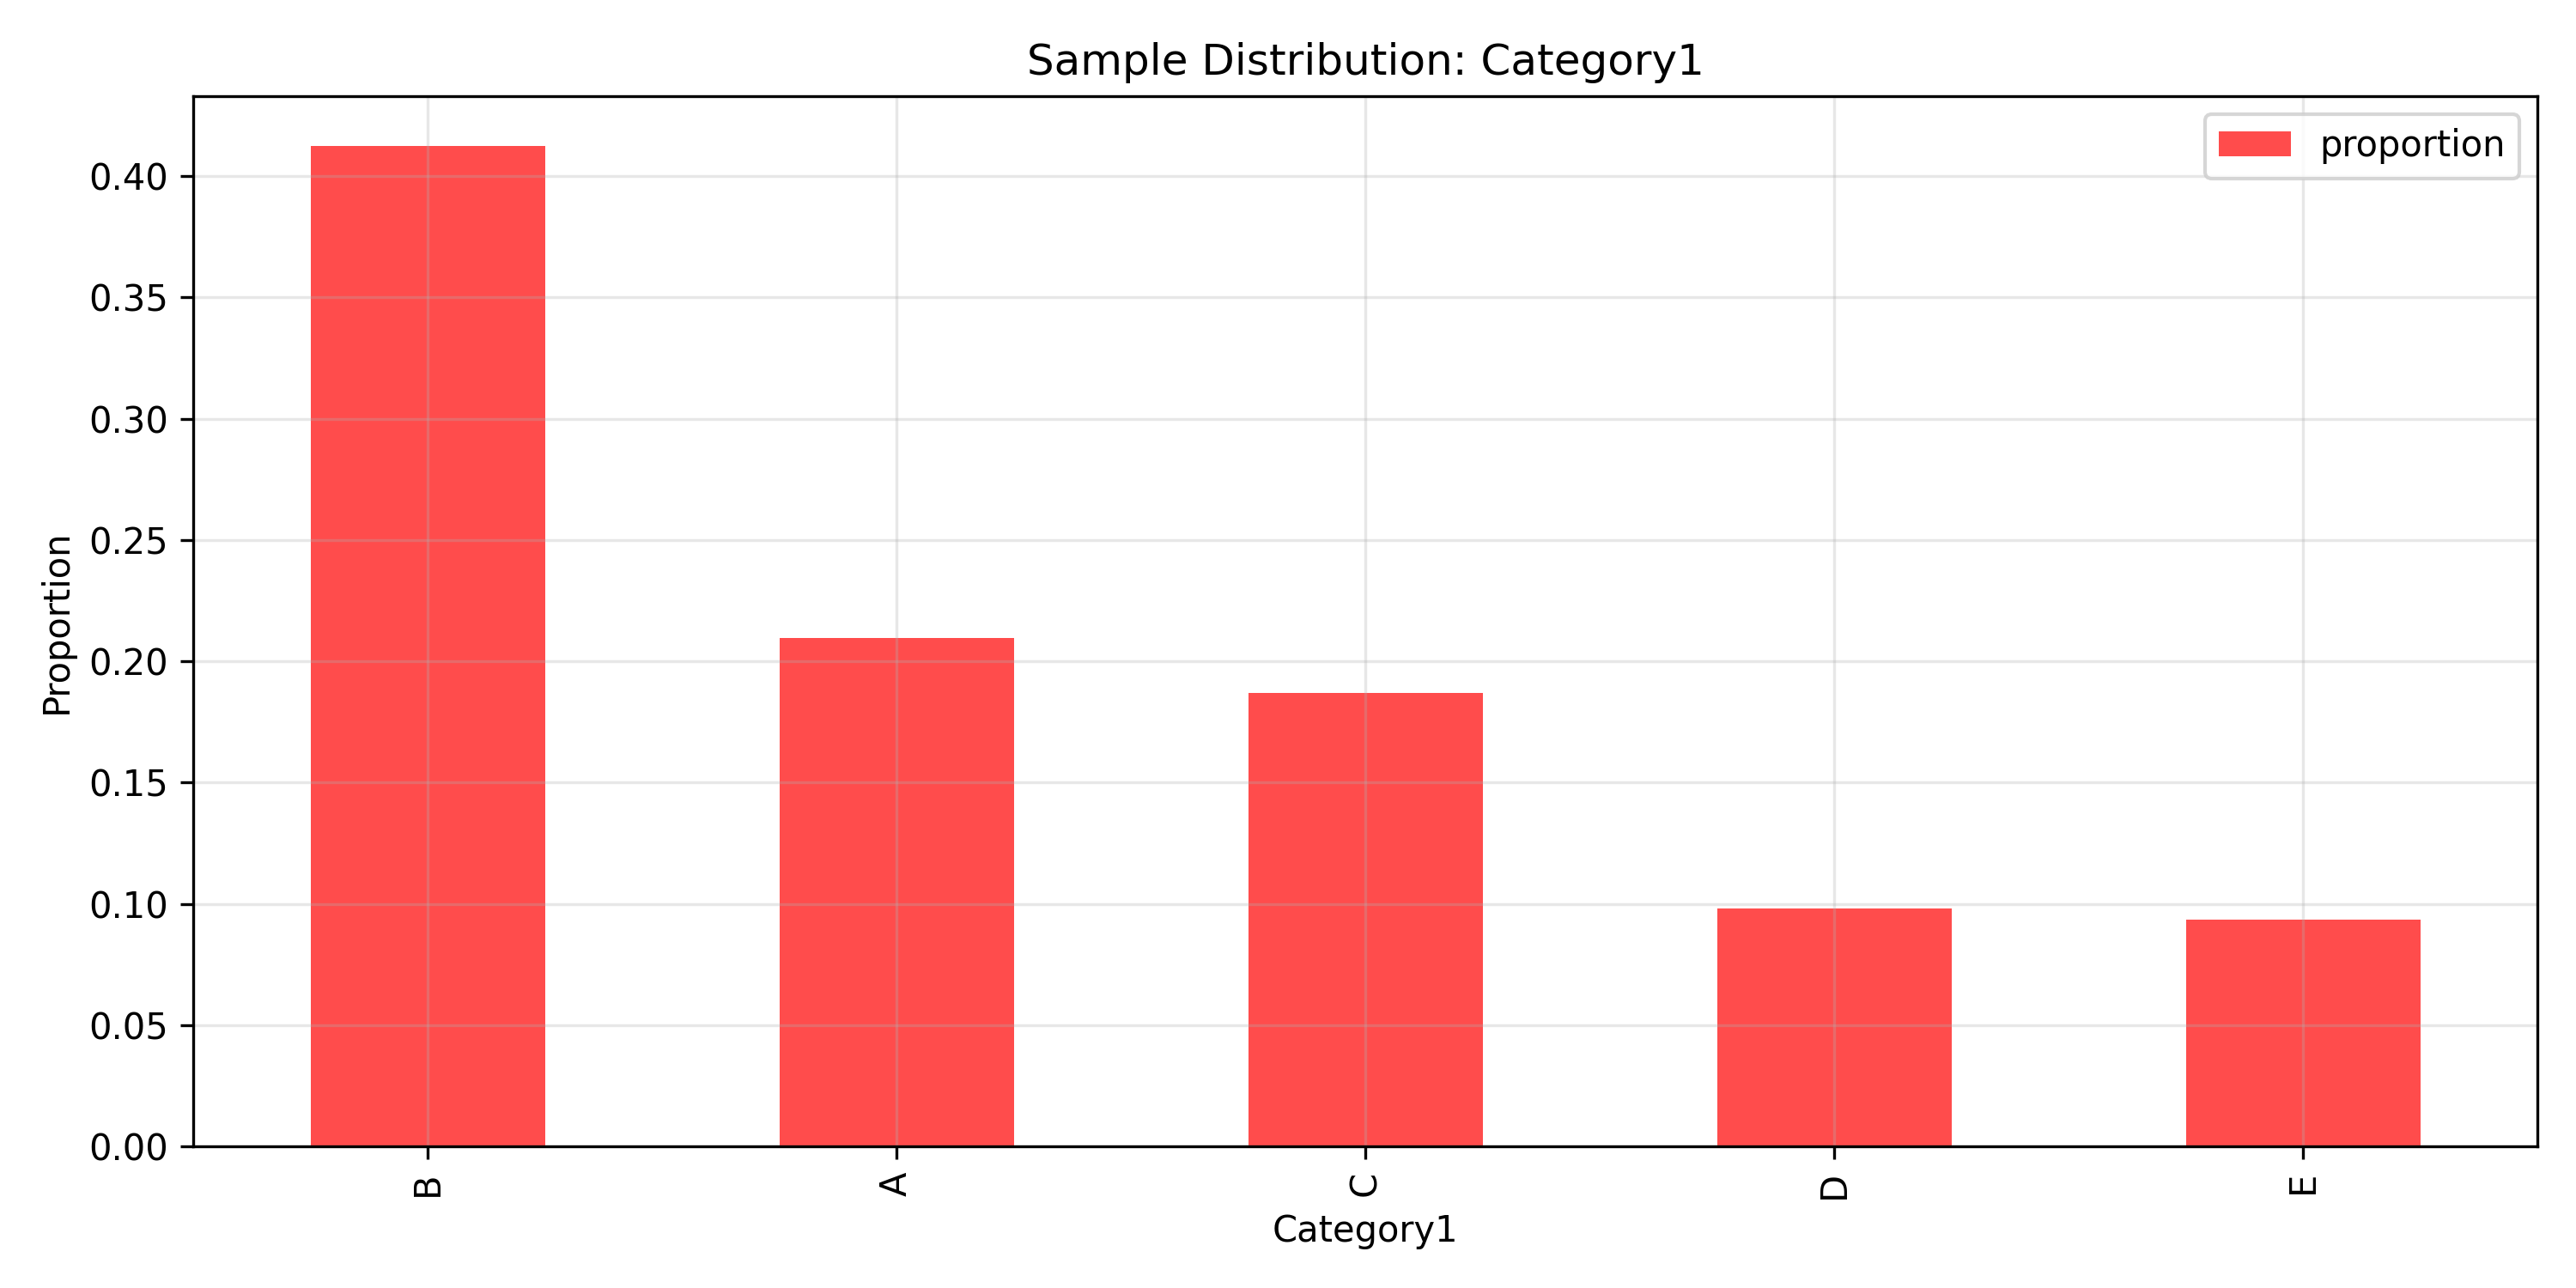 Sample Distribution: Category1
proportion
Proportion
0.40
0.35
0.30
0.25
0.20
0.15
0.10
0.05
0.00
B
A
C
D
E
Category1